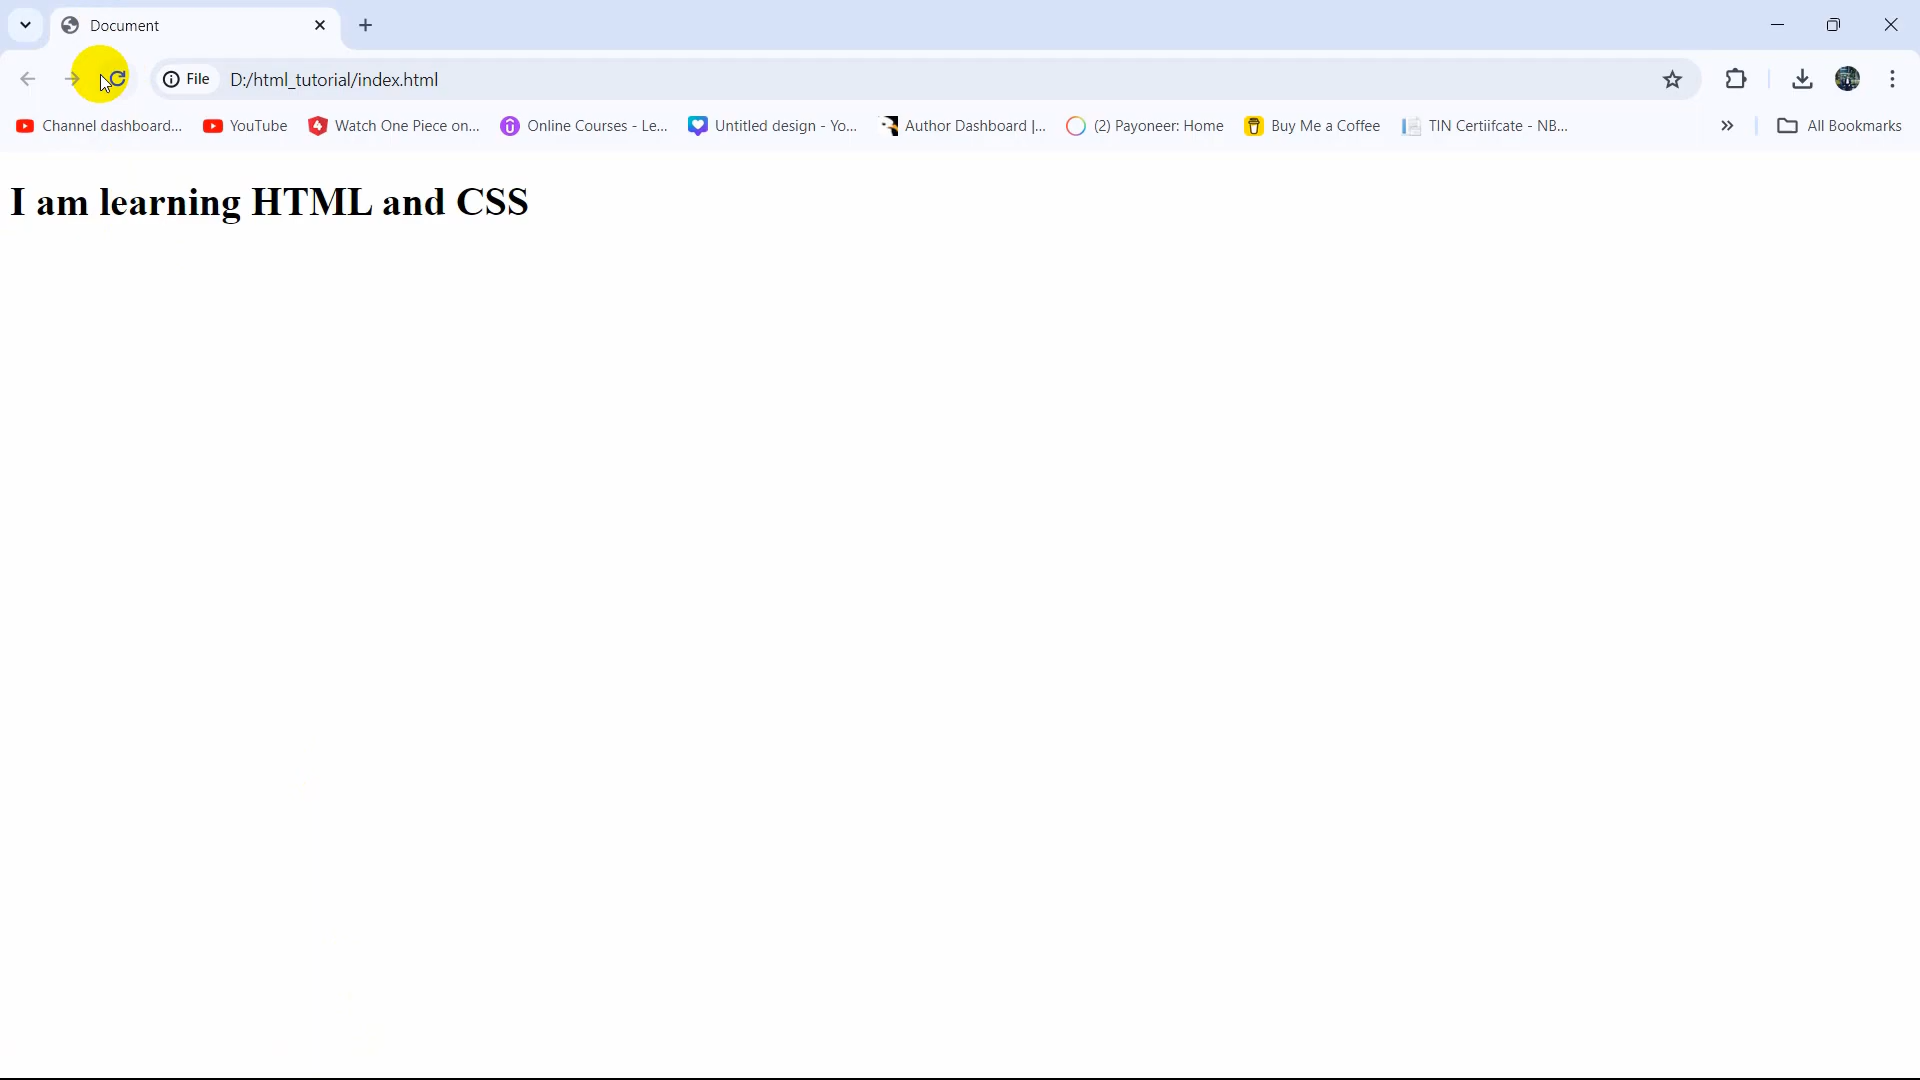 Document
File
D:/html_tutorial/index.html
Channel dashboard...
YouTube
Watch One Piece on...
Online Courses - Le...
Untitled design - Yo...
Author Dashboard |...
(2) Payoneer: Home
Buy Me a Coffee
TIN Certiifcate - NB...
All Bookmarks
I am learning HTML and CSS